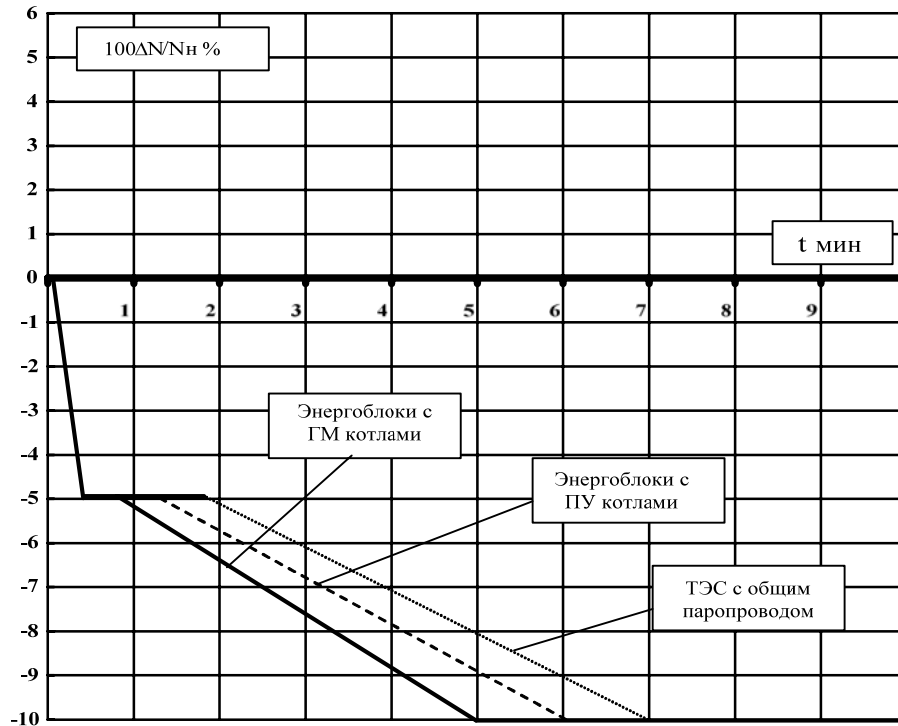 6
100ΔN/Nн %
5
4
3
2
1
t мин
0
1 2 3 4 5 6 7 8 9
-1
-2
-3
Энергоблоки с
ГМ котлами
-4
Энергоблоки с
ПУ котлами
-5
-6
ТЭС с общим
паропроводом
-7
-8
-9
-10